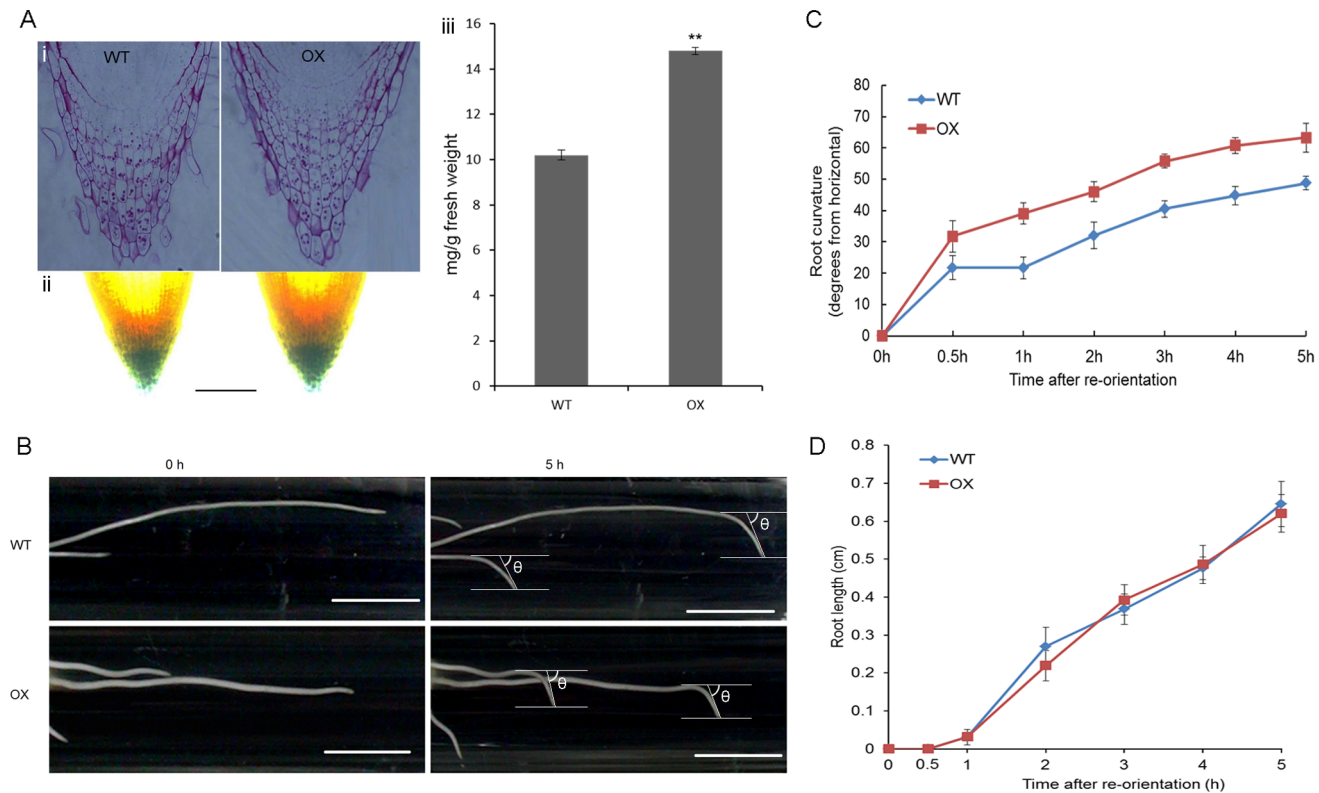 A
i
WT
OX
ii
iii
16
14
12
10
8
6
4
2
0
mg/g fresh weight
**
WT
OX
B
0 h
5 h
WT
θ
θ
OX
θ
θ
C
WT
OX
80
70
60
50
40
30
20
10
0
Root curvature
(degrees from horizontal)
0h 0.5h 1h 2h 3h 4h 5h
Time after re-orientation
D
WT
OX
0.8
0.7
0.6
0.5
0.4
0.3
0.2
0.1
0
Root length (cm)
0 0.5 1 2 3 4 5
Time after re-orientation (h)